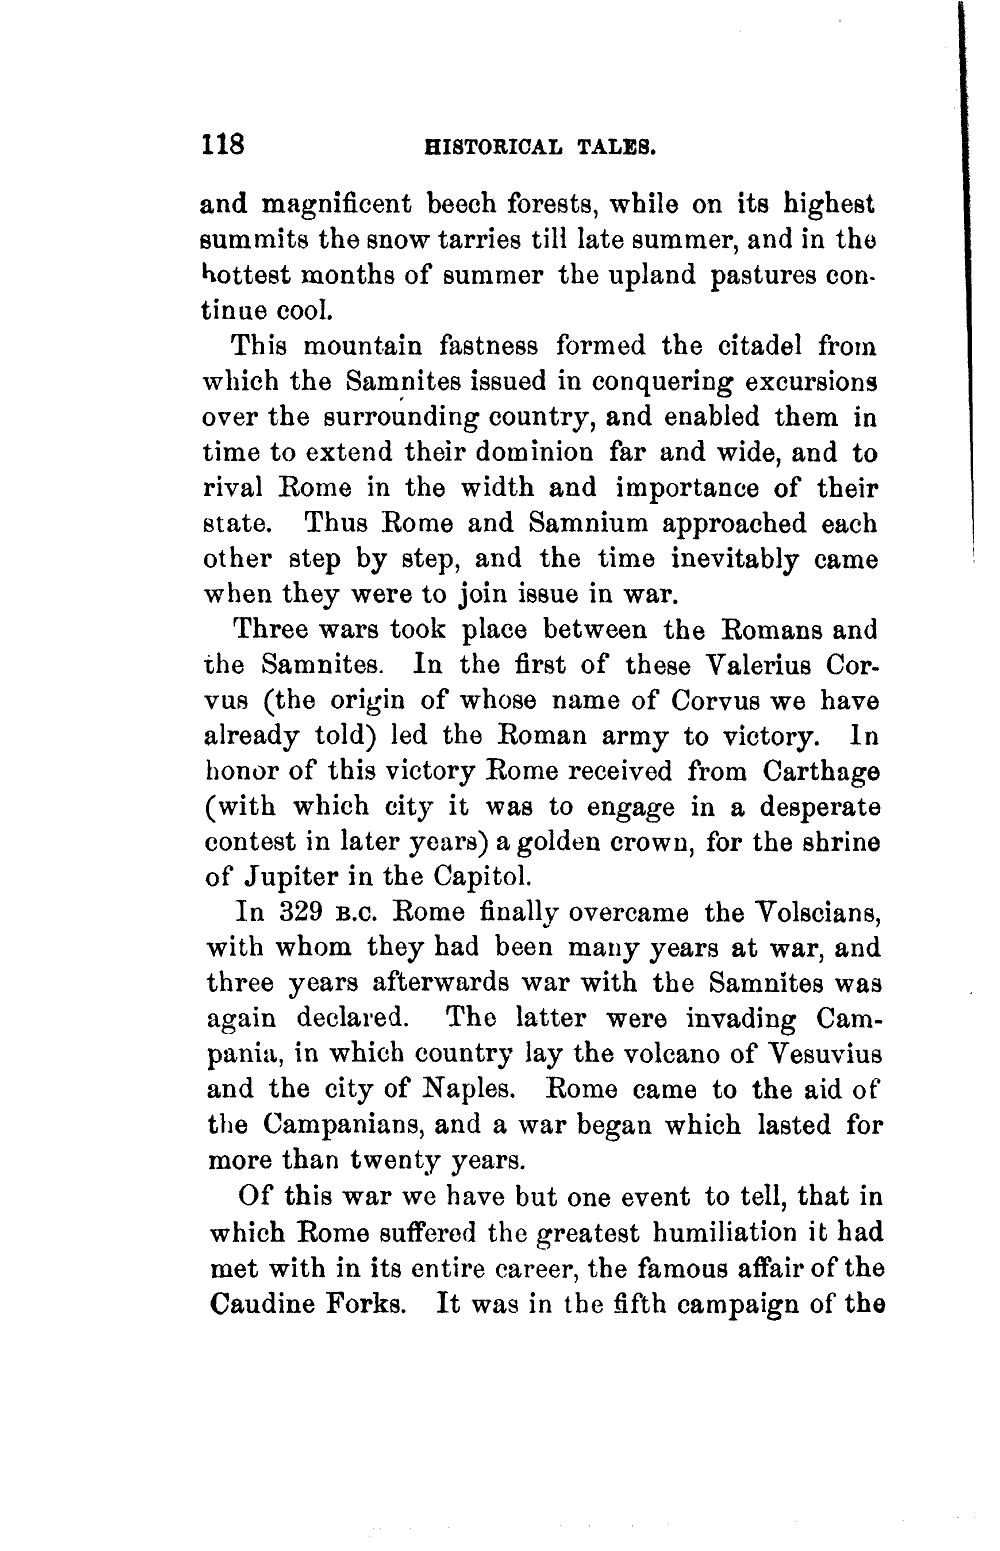 118 HISTORICAL TALES.
and magnificent beech forests, while on its highest
summits the snow tarries till late summer, and in the
hottest months of summer the upland pastures con-
tinue cool.
This mountain fastness formed the citadel from
which the Samnites issued in conquering excursions
over the surrounding country, and enabled them in
time to extend their dominion far and wide, and to
rival Rome in the width and importance of their
state. Thus Rome and Samnium approached each
other step by step, and the time inevitably came
when they were to join issue in war.
Three wars took place between the Romans and
the Samnites. In the first of these Valerius Cor-
vus (the origin of whose name of Corvus we have
already told) led the Roman army to victory. In
honor of this victory Rome received from Carthage
(with which city it was to engage in a desperate
contest in later years) a golden crown, for the shrine
of Jupiter in the Capitol.
In 329 B.C. Rome finally overcame the Volscians,
with whom they had been many years at war, and
three years afterwards war with the Samnites was
again declared. The latter were invading Cam-
pania, in which country lay the volcano of Vesuvius
and the city of Naples. Rome came to the aid of
the Campanians, and a war began which lasted for
more than twenty years.
Of this war we have but one event to tell, that in
which Rome suffered the greatest humiliation it had
met with in its entire career, the famous affair of the
Caudine Forks. It was in the fifth campaign of the